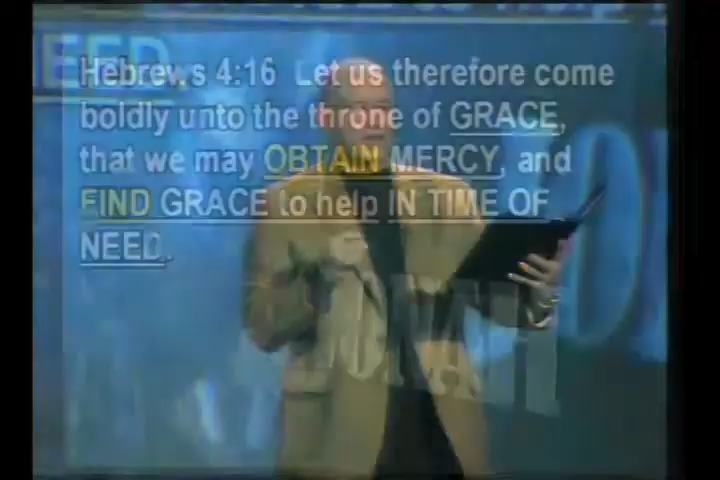 NEED.
Hebrews 4:16 Let us therefore come
boldly unto the throne of GRACE,
that we may OBTAIN MERCY, and
FIND GRACE to help IN TIME OF
NEED.